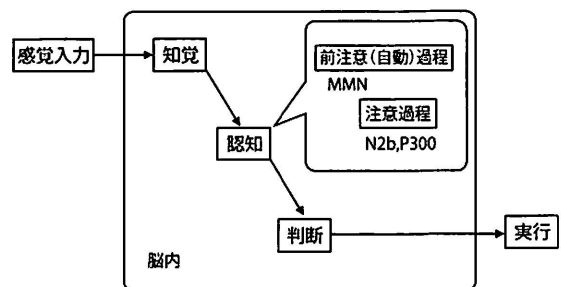 感覚入力
知覚
前注意(自動)過程
MMN
注意過程
N2b,P300
認知
判断
実行
脳内